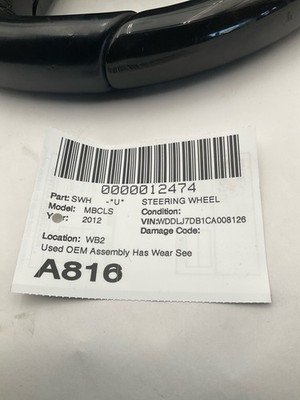 0000012474
Part: SWH -*U* STEERING WHEEL
Model: MBCLS Condition:
Year: 2012 VIN:WDDLJ7DB1CA008126
Damage Code:
Location: WB2
Used OEM Assembly Has Wear See
A816